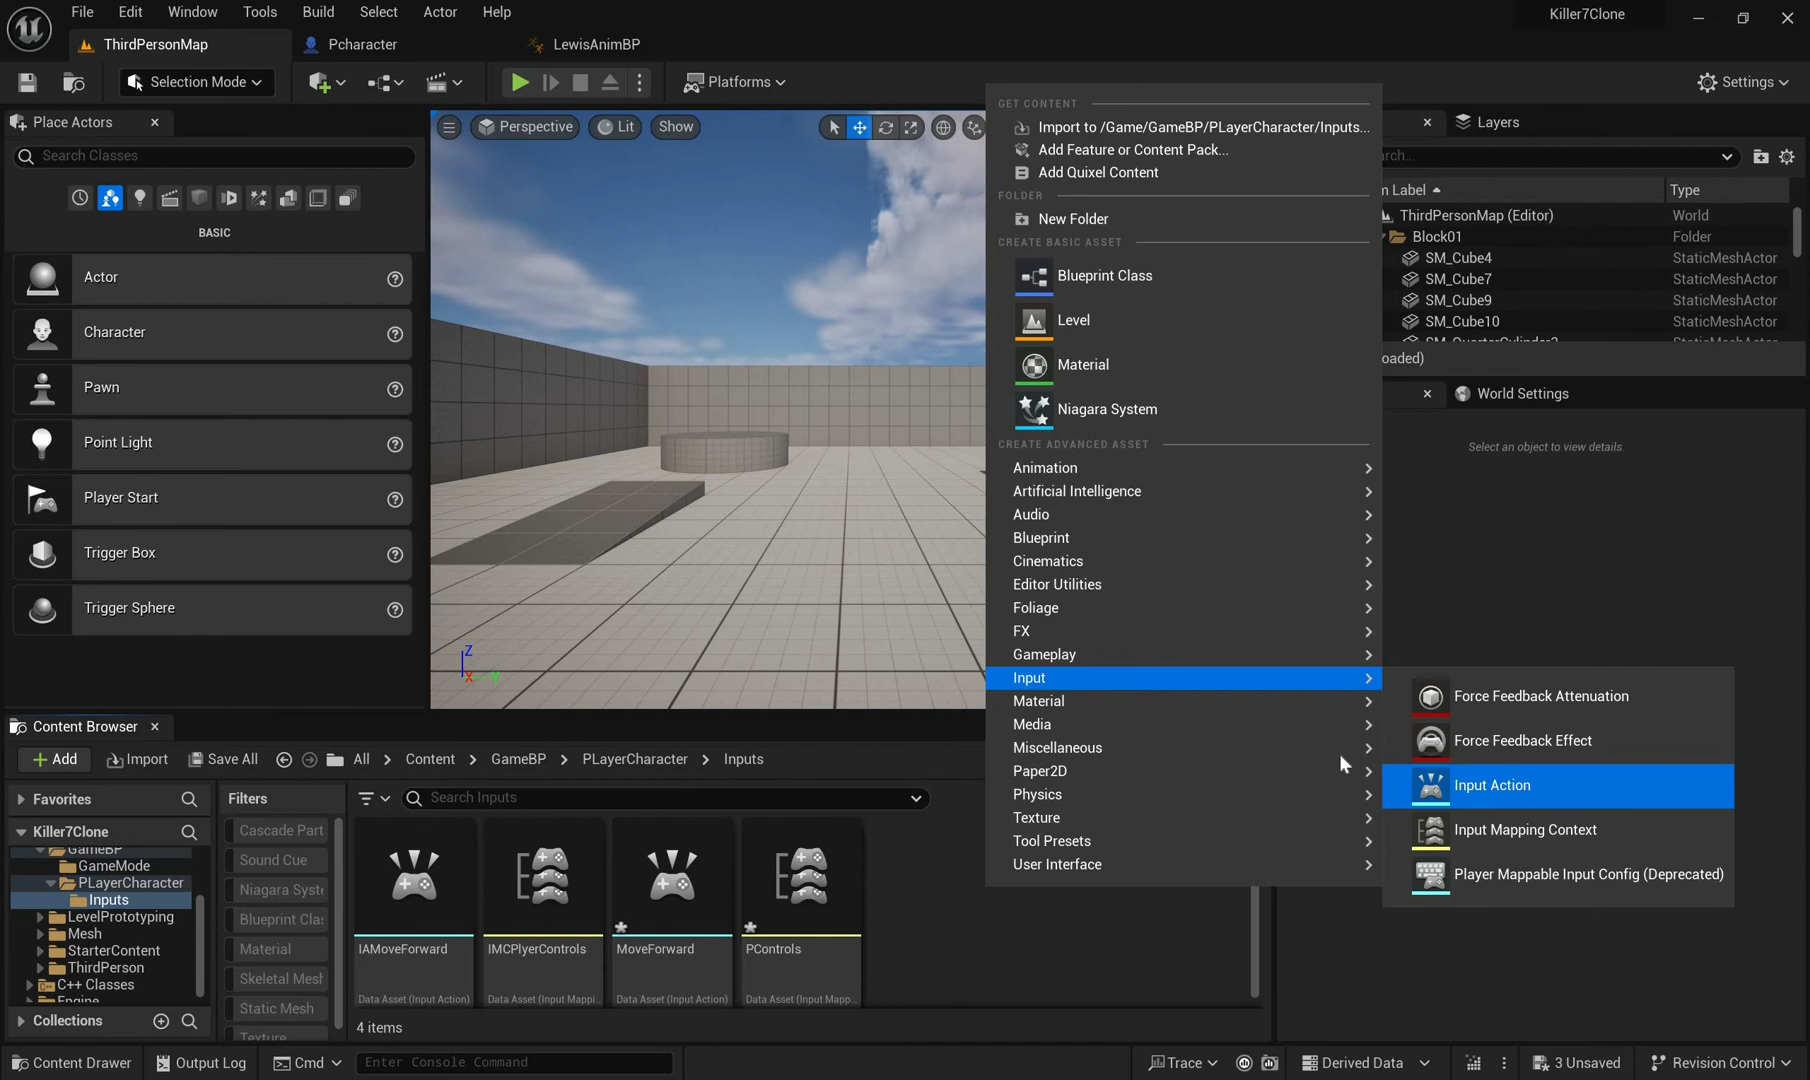 File Edit Window Tools Build Select Actor Help
Killer7Clone
ThirdPersonMap Pcharacter LewisAnimBP
Selection Mode Platforms Settings
Place Actors
Search Classes
BASIC
Actor
Character
Pawn
Point Light
Player Start
Trigger Box
Trigger Sphere
Perspective Lit Show
Z
X Y
GET CONTENT
Import to /Game/GameBP/PLayerCharacter/Inputs...
Add Feature or Content Pack...
Add Quixel Content
FOLDER
New Folder
CREATE BASIC ASSET
Blueprint Class
Level
Material
Niagara System
CREATE ADVANCED ASSET
Animation
Artificial Intelligence
Audio
Blueprint
Cinematics
Editor Utilities
Foliage
FX
Gameplay
Input
Material
Media
Miscellaneous
Paper2D
Physics
Texture
Tool Presets
User Interface
Force Feedback Attenuation
Force Feedback Effect
Input Action
Input Mapping Context
Player Mappable Input Config (Deprecated)
Layers
Label Type
ThirdPersonMap (Editor) World
Block01 Folder
SM_Cube4 StaticMeshActor
SM_Cube7 StaticMeshActor
SM_Cube9 StaticMeshActor
SM_Cube10 StaticMeshActor
World Settings
Select an object to view details.
Content Browser
Add Import Save All All Content GameBP PLayerCharacter Inputs
Favorites
Killer7Clone
GameBP
GameMode
PLayerCharacter
Inputs
LevelPrototyping
Mesh
StarterContent
ThirdPerson
C++ Classes
Engine
Collections
Filters
Cascade Part
Sound Cue
Niagara Syst
Blueprint Clas
Material
Skeletal Mesh
Static Mesh
Texture
Search Inputs
IAMoveForward IMCPlyerControls MoveForward PControls
Data Asset (Input Action) Data Asset (Input Mappi... Data Asset (Input Action) Data Asset (Input Mapp...
4 items
Content Drawer Output Log Cmd Enter Console Command Trace Derived Data 3 Unsaved Revision Control